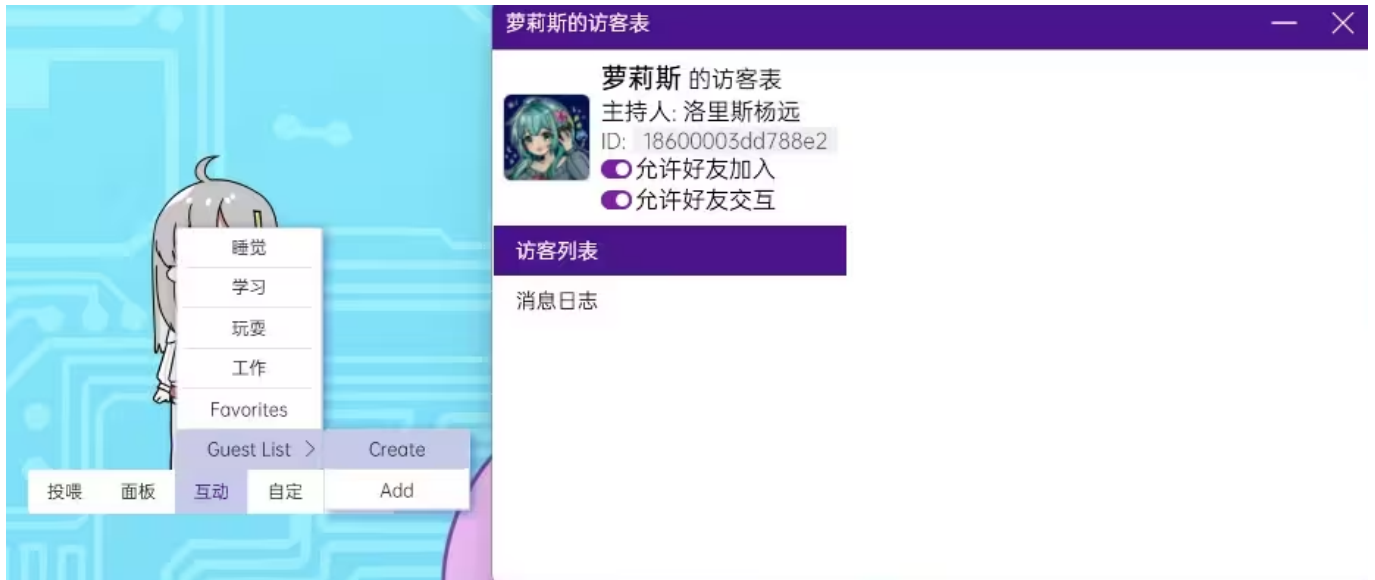 萝莉斯的访客表
萝莉斯 的访客表
主持人: 洛里斯杨远
ID: 18600003dd788e2
允许好友加入
允许好友交互
访客列表
消息日志
睡觉
学习
玩耍
工作
Favorites
Guest List
Create
Add
投喂
面板
互动
自定